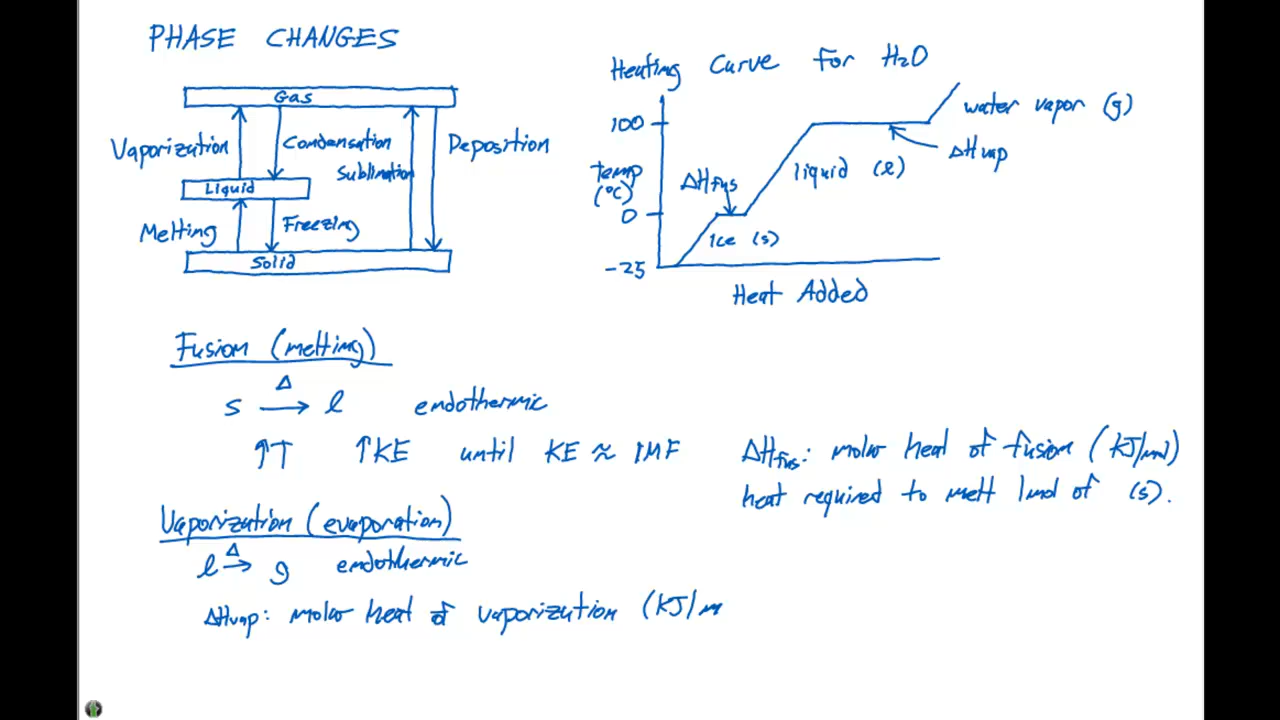 PHASE CHANGES
Gas
Vaporization
Condensation
Sublimation
Deposition
Liquid
Melting
Freezing
Solid
Heating Curve for H₂O
100
temp
(°C)
0
-25
ΔHfus
Ice (s)
liquid (l)
water vapor (g)
ΔHvap
Heat Added
Fusion (melting)
Δ
s → l endothermic
↑T ↑KE until KE ≈ IMF
ΔHfus: molar heat of fusion (kJ/mol)
heat required to melt 1mol of (s).
Vaporization (evaporation)
Δ
l → g endothermic
ΔHvap: molar heat of vaporization (kJ/m